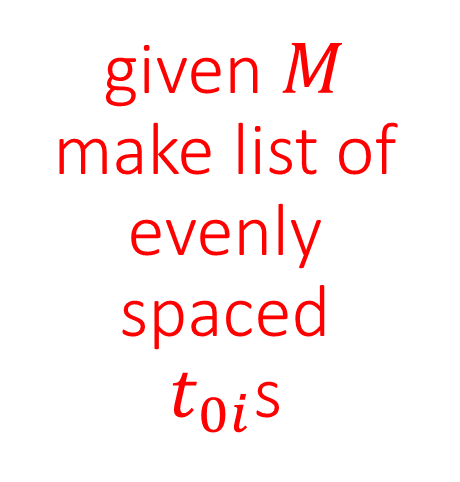 given M
make list of
evenly
spaced
t₀ᵢs